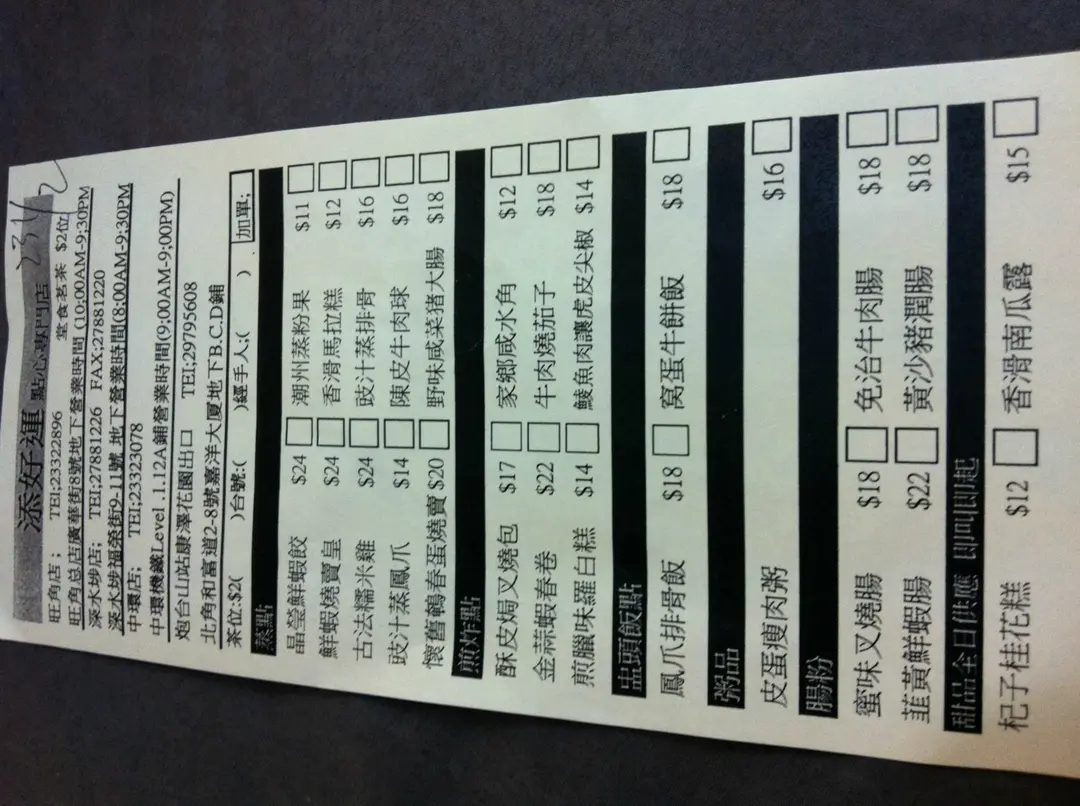 添好運 點心專門店
旺角店； TEl;23322896 堂食茗茶 $2位
旺角总店廣華街8號地下營業時間 (10;00AM-9;30PM
深水埗店； TEl;27881226 FAX;27881220
深水埗福榮街9-11號 地下營業時間(8:00AM-9;30PM
中環店； TEl;23323078
中環機鐵Level .1.12A鋪營業時間(9:00AM-9;00PM)
炮台山站康澤花園出口 TEl;29795608
北角和富道2-8號嘉洋大厦地下B.C.D鋪
茶位:$2( )台號:( )經手人;( ) 加單;
蒸點
晶瑩鮮蝦餃 $24 潮州蒸粉果 $11
鮮蝦燒賣皇 $24 香滑馬拉糕 $12
古法糯米雞 $24 豉汁蒸排骨 $16
豉汁蒸鳳爪 $14 陳皮牛肉球 $16
懷舊鵪春蛋燒賣 $20 野味咸菜猪大腸 $18
煎炸點
酥皮焗叉燒包 $17 家鄉咸水角 $12
金蒜蝦春卷 $22 牛肉燒茄子 $18
煎臘味羅白糕 $14 鯪魚肉讓虎皮尖椒 $14
盅頭飯點
鳳爪排骨飯 $18 窝蛋牛餅飯 $18
粥品
皮蛋瘦肉粥 $16
腸粉
蜜味叉燒腸 $18 免治牛肉腸 $18
韮黃鮮蝦腸 $22 黃沙豬潤腸 $18
甜品全日供應 即叫即起
杞子桂花糕 $12 香滑南瓜露 $15